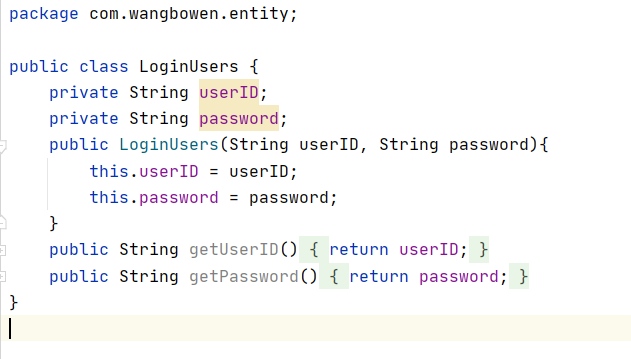 package com.wangbowen.entity;
public class LoginUsers {
private String userID;
private String password;
public LoginUsers(String userID, String password){
this.userID = userID;
this.password = password;
}
public String getUserID() { return userID; }
public String getPassword() { return password; }
}